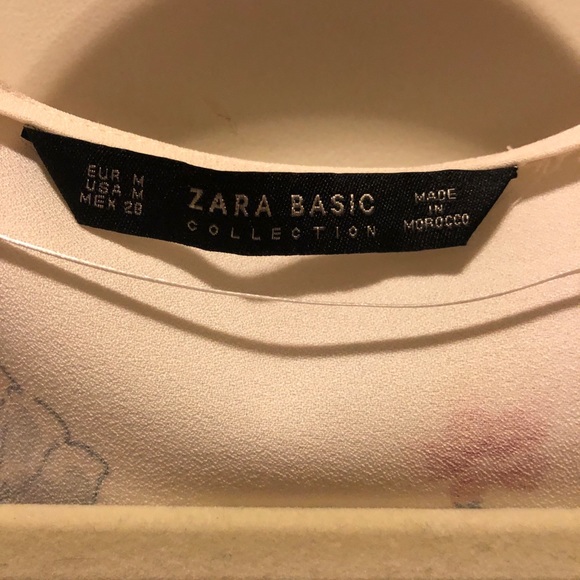 EUR M
USA M
MEX 28
ZARA BASIC
COLLECTION
MADE
IN
MOROCCO